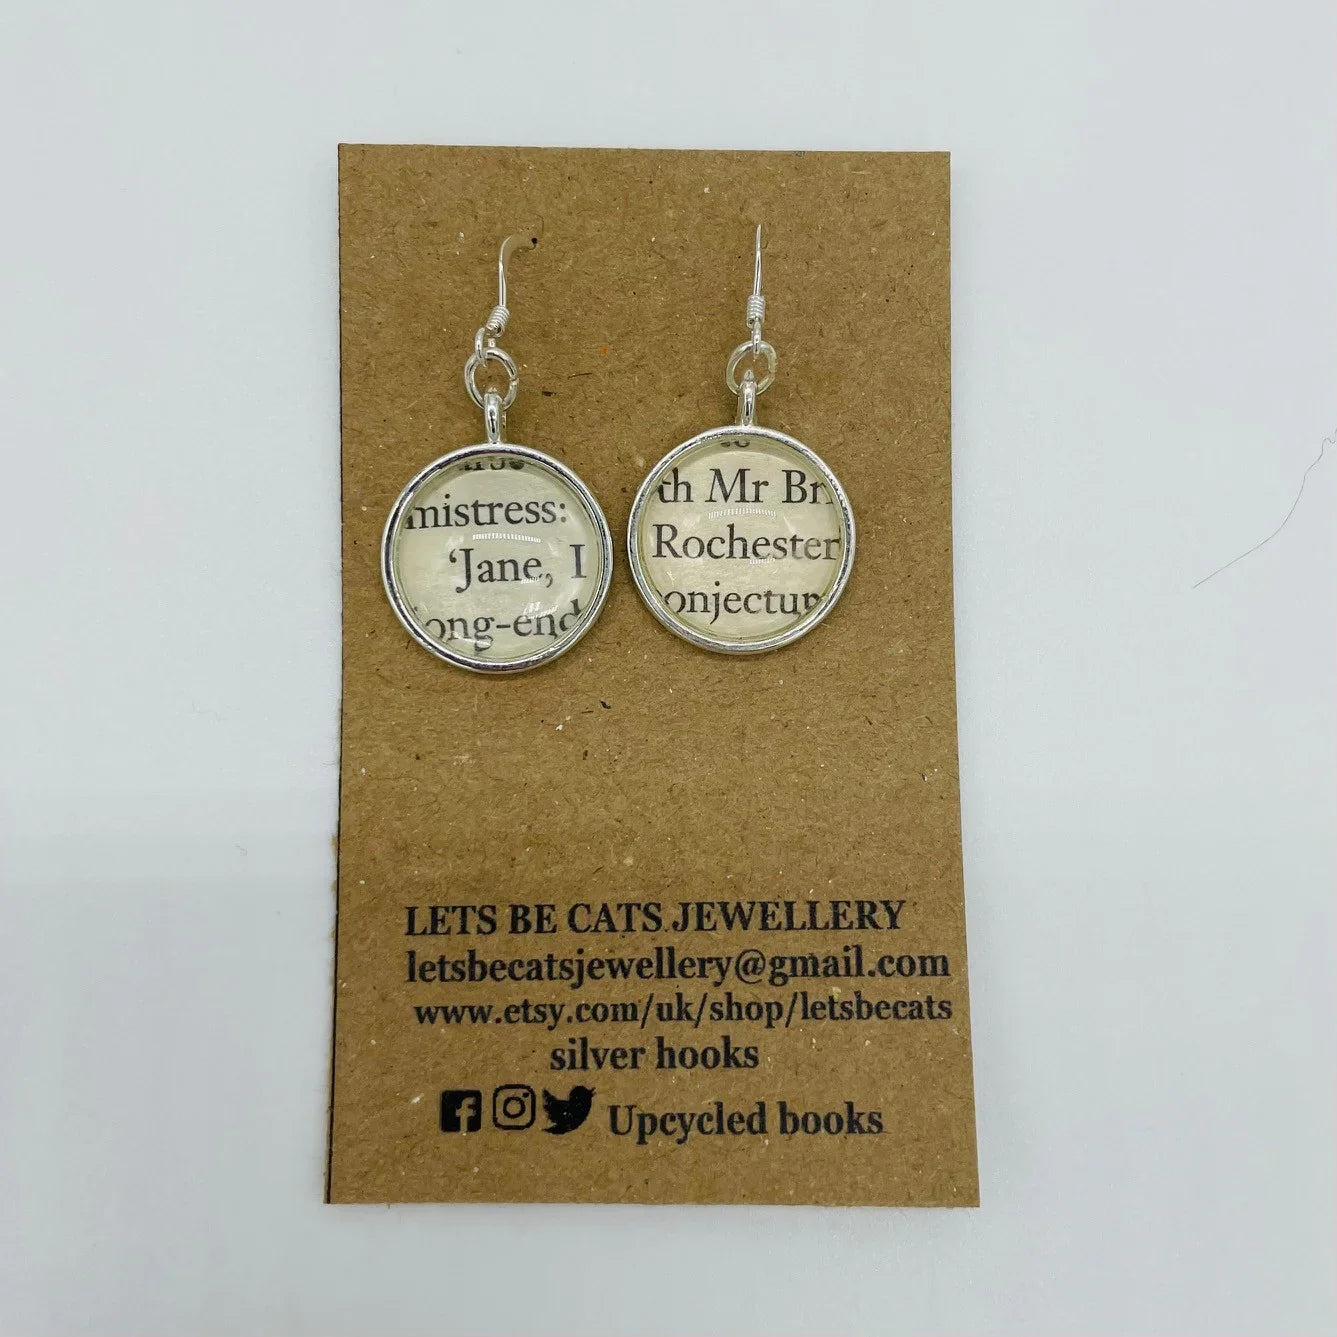 mistress:
‘Jane, I
ong-end
th Mr Bri
Rochester
onjectur
LETS BE CATS JEWELLERY
letsbecatsjewellery@gmail.com
www.etsy.com/uk/shop/letsbecats
silver hooks
Upcycled books